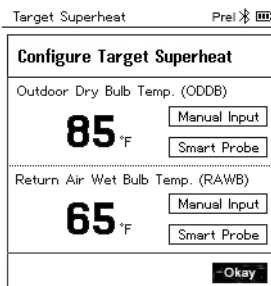 Target Superheat Prel
Configure Target Superheat
Outdoor Dry Bulb Temp. (ODDB)
85 °F
Manual Input
Smart Probe
Return Air Wet Bulb Temp. (RAWB)
65 °F
Manual Input
Smart Probe
Okay